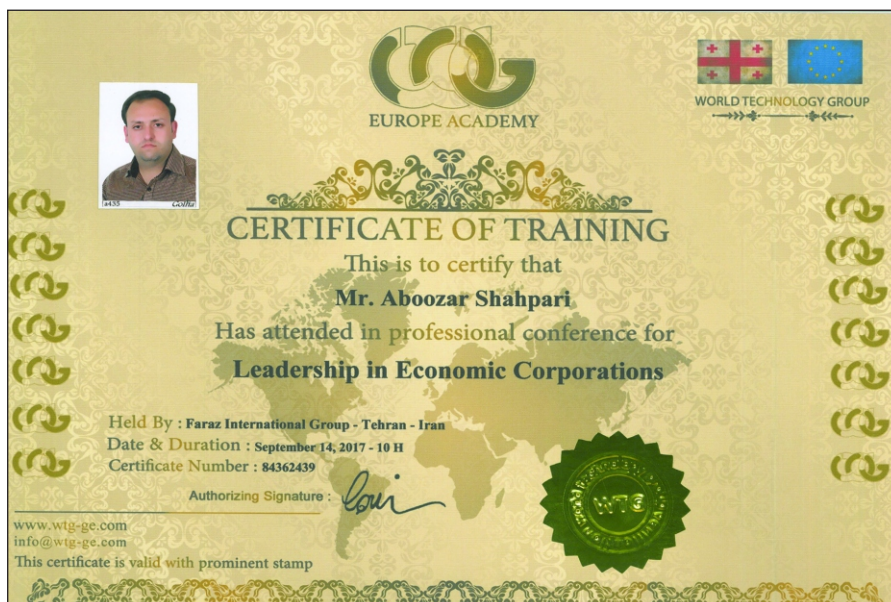 WTG
EUROPE ACADEMY
WORLD TECHNOLOGY GROUP
a435 Golha
CERTIFICATE OF TRAINING
This is to certify that
Mr. Aboozar Shahpari
Has attended in professional conference for
Leadership in Economic Corporations
Held By : Faraz International Group - Tehran - Iran
Date & Duration : September 14, 2017 - 10 H
Certificate Number : 84362439
Authorizing Signature :
WTG
www.wtg-ge.com
info@wtg-ge.com
This certificate is valid with prominent stamp